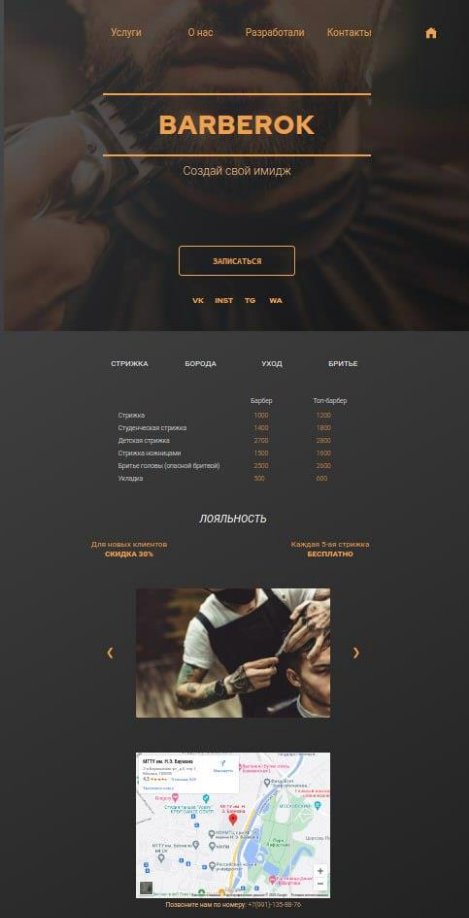 Услуги О нас Разработали Контакты
BARBEROK
Создай свой имидж
ЗАПИСАТЬСЯ
VK INST TG WA
СТРИЖКА БОРОДА УХОД БРИТЬЕ
Барбер Топ-барбер
Стрижка 1000 1200
Студенческая стрижка 1400 1800
Детская стрижка 2700 2800
Стрижка ножницами 1500 1600
Бритье головы (опасной бритвой) 2500 2600
Укладка 500 600
ЛОЯЛЬНОСТЬ
Для новых клиентов Каждая 5-ая стрижка
СКИДКА 30% БЕСПЛАТНО
МГТУ им. Н.Э. Баумана
Позвоните нам по номеру: +7(991)-135-88-76